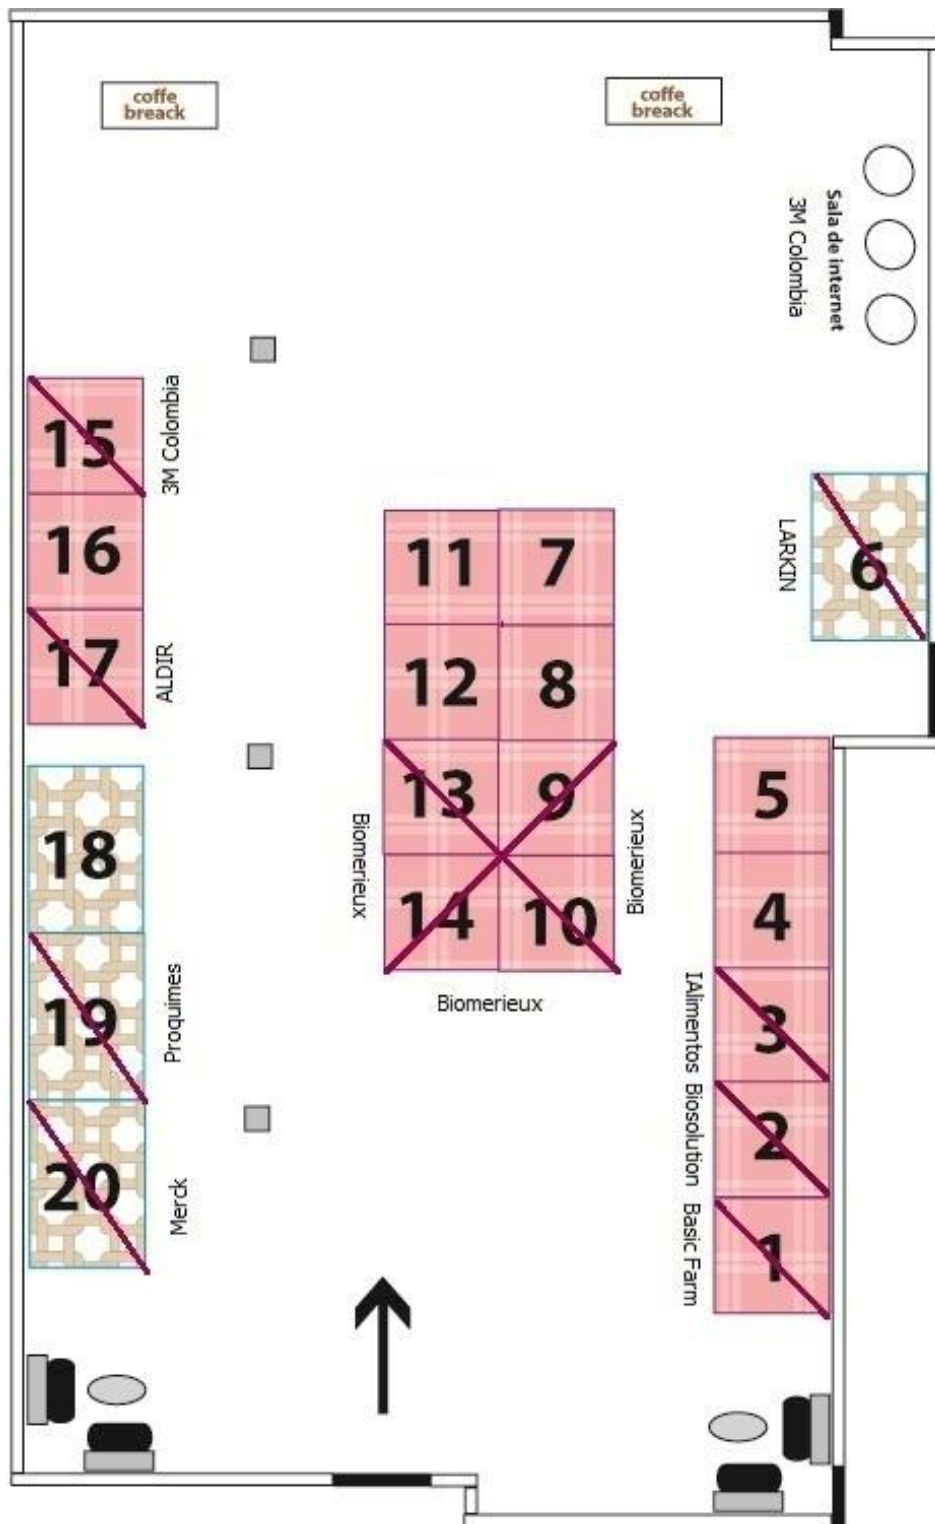 coffe
breack
coffe
breack
Sala de internet
3M Colombia
15
3M Colombia
16
17
ALDIR
LARKIN
6
11
7
12
8
13
9
14
10
Biomerieux
Biomerieux
Biomerieux
5
4
3
IAlimentos
2
Biosolution
1
Basic Farm
18
19
Proquimes
20
Merck